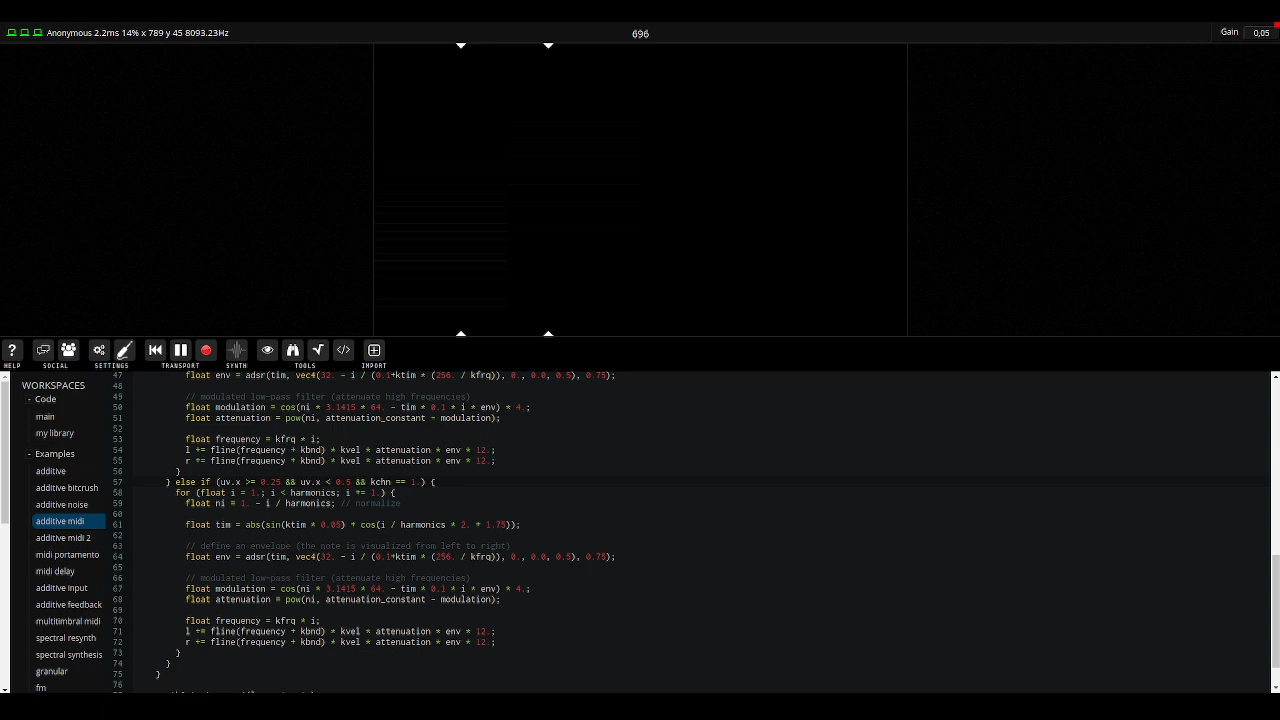 Anonymous 2.2ms 14% x 789 y 45 8093.23Hz
696
Gain 0,05
HELP SOCIAL SETTINGS TRANSPORT SYNTH TOOLS IMPORT
WORKSPACES
- Code
main
my library
- Examples
additive
additive bitcrush
additive noise
additive midi
additive midi 2
midi portamento
midi delay
additive input
additive feedback
multitimbral midi
spectral resynth
spectral synthesis
granular
fm
47 float env = adsr(tim, vec4(32. - i / (0.1+ktim * (256. / kfrq)), 0., 0.0, 0.5), 0.75);
48
49 // modulated low-pass filter (attenuate high frequencies)
50 float modulation = cos(ni * 3.1415 * 64. - tim * 0.1 * i * env) * 4.;
51 float attenuation = pow(ni, attenuation_constant - modulation);
52
53 float frequency = kfrq * i;
54 l += fline(frequency + kbnd) * kvel * attenuation * env * 12.;
55 r += fline(frequency + kbnd) * kvel * attenuation * env * 12.;
56 }
57 } else if (uv.x >= 0.25 && uv.x < 0.5 && kchn == 1.) {
58 for (float i = 1.; i < harmonics; i += 1.) {
59 float ni = 1. - i / harmonics; // normalize
60
61 float tim = abs(sin(ktim * 0.05) + cos(i / harmonics * 2. + 1.75));
62
63 // define an envelope (the note is visualized from left to right)
64 float env = adsr(tim, vec4(32. - i / (0.1+ktim * (256. / kfrq)), 0., 0.0, 0.5), 0.75);
65
66 // modulated low-pass filter (attenuate high frequencies)
67 float modulation = cos(ni * 3.1415 * 64. - tim * 0.1 * i * env) * 4.;
68 float attenuation = pow(ni, attenuation_constant - modulation);
69
70 float frequency = kfrq * i;
71 l += fline(frequency + kbnd) * kvel * attenuation * env * 12.;
72 r += fline(frequency + kbnd) * kvel * attenuation * env * 12.;
73 }
74 }
75 }
76